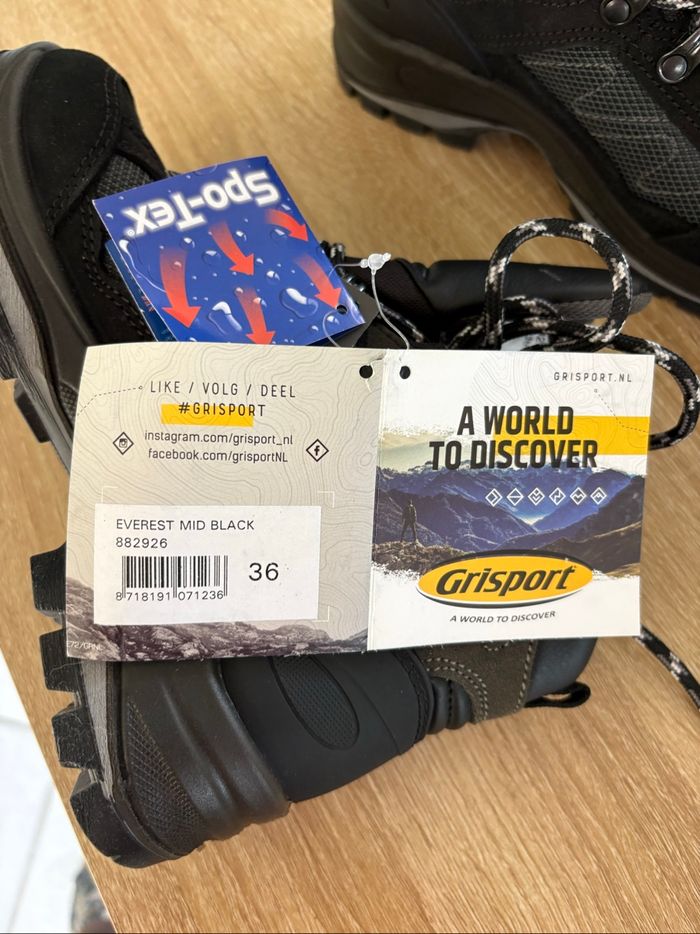 Spo-Tex®
LIKE / VOLG / DEEL
#GRISPORT
instagram.com/grisport_nl
facebook.com/grisportNL
EVEREST MID BLACK
882926
36
8 718191 071236
GRISPORT.NL
A WORLD
TO DISCOVER
Grisport
A WORLD TO DISCOVER